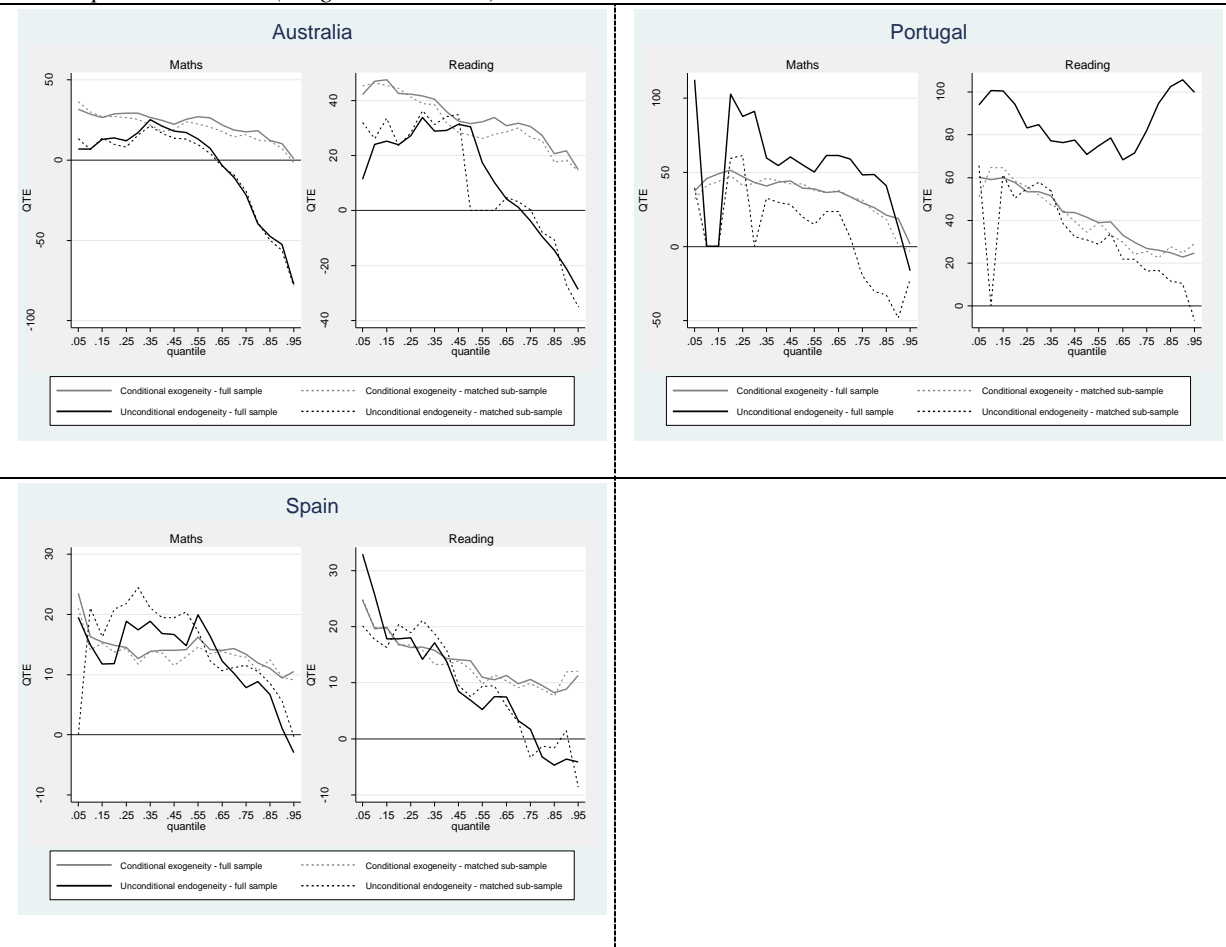 Australia
Maths
Reading
50
0
-50
-100
QTE
.05 .15 .25 .35 .45 .55 .65 .75 .85 .95
quantile
40
20
0
-20
-40
QTE
.05 .15 .25 .35 .45 .55 .65 .75 .85 .95
quantile
Conditional exogeneity - full sample
Conditional exogeneity - matched sub-sample
Unconditional endogeneity - full sample
Unconditional endogeneity - matched sub-sample
Portugal
Maths
Reading
100
50
0
-50
QTE
.05 .15 .25 .35 .45 .55 .65 .75 .85 .95
quantile
100
80
60
40
20
0
QTE
.05 .15 .25 .35 .45 .55 .65 .75 .85 .95
quantile
Conditional exogeneity - full sample
Conditional exogeneity - matched sub-sample
Unconditional endogeneity - full sample
Unconditional endogeneity - matched sub-sample
Spain
Maths
Reading
30
20
10
0
-10
QTE
.05 .15 .25 .35 .45 .55 .65 .75 .85 .95
quantile
30
20
10
0
-10
QTE
.05 .15 .25 .35 .45 .55 .65 .75 .85 .95
quantile
Conditional exogeneity - full sample
Conditional exogeneity - matched sub-sample
Unconditional endogeneity - full sample
Unconditional endogeneity - matched sub-sample